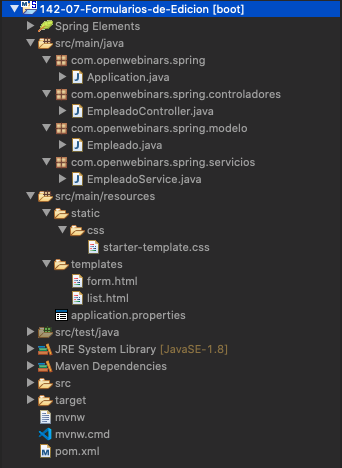 142-07-Formularios-de-Edicion [boot]
Spring Elements
src/main/java
com.openwebinars.spring
Application.java
com.openwebinars.spring.controladores
EmpleadoController.java
com.openwebinars.spring.modelo
Empleado.java
com.openwebinars.spring.servicios
EmpleadoService.java
src/main/resources
static
css
starter-template.css
templates
form.html
list.html
application.properties
src/test/java
JRE System Library [JavaSE-1.8]
Maven Dependencies
src
target
mvnw
mvnw.cmd
pom.xml